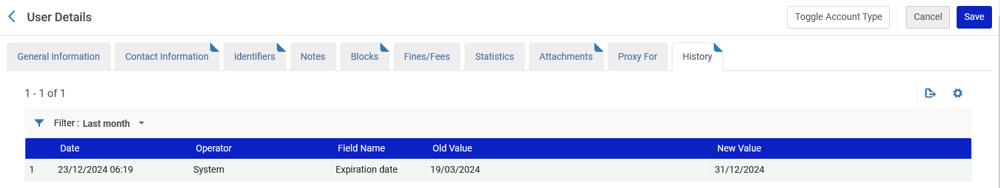 User Details
Toggle Account Type Cancel Save
General Information Contact Information Identifiers Notes Blocks Fines/Fees Statistics Attachments Proxy For History
1 - 1 of 1
Filter : Last month
Date Operator Field Name Old Value New Value
1 23/12/2024 06:19 System Expiration date 19/03/2024 31/12/2024